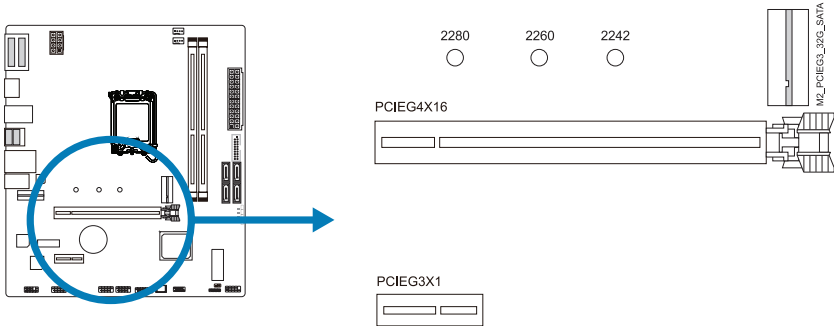 2280 2260 2242
M2_PCIEG3_32G_SATA
PCIEG4X16
PCIEG3X1